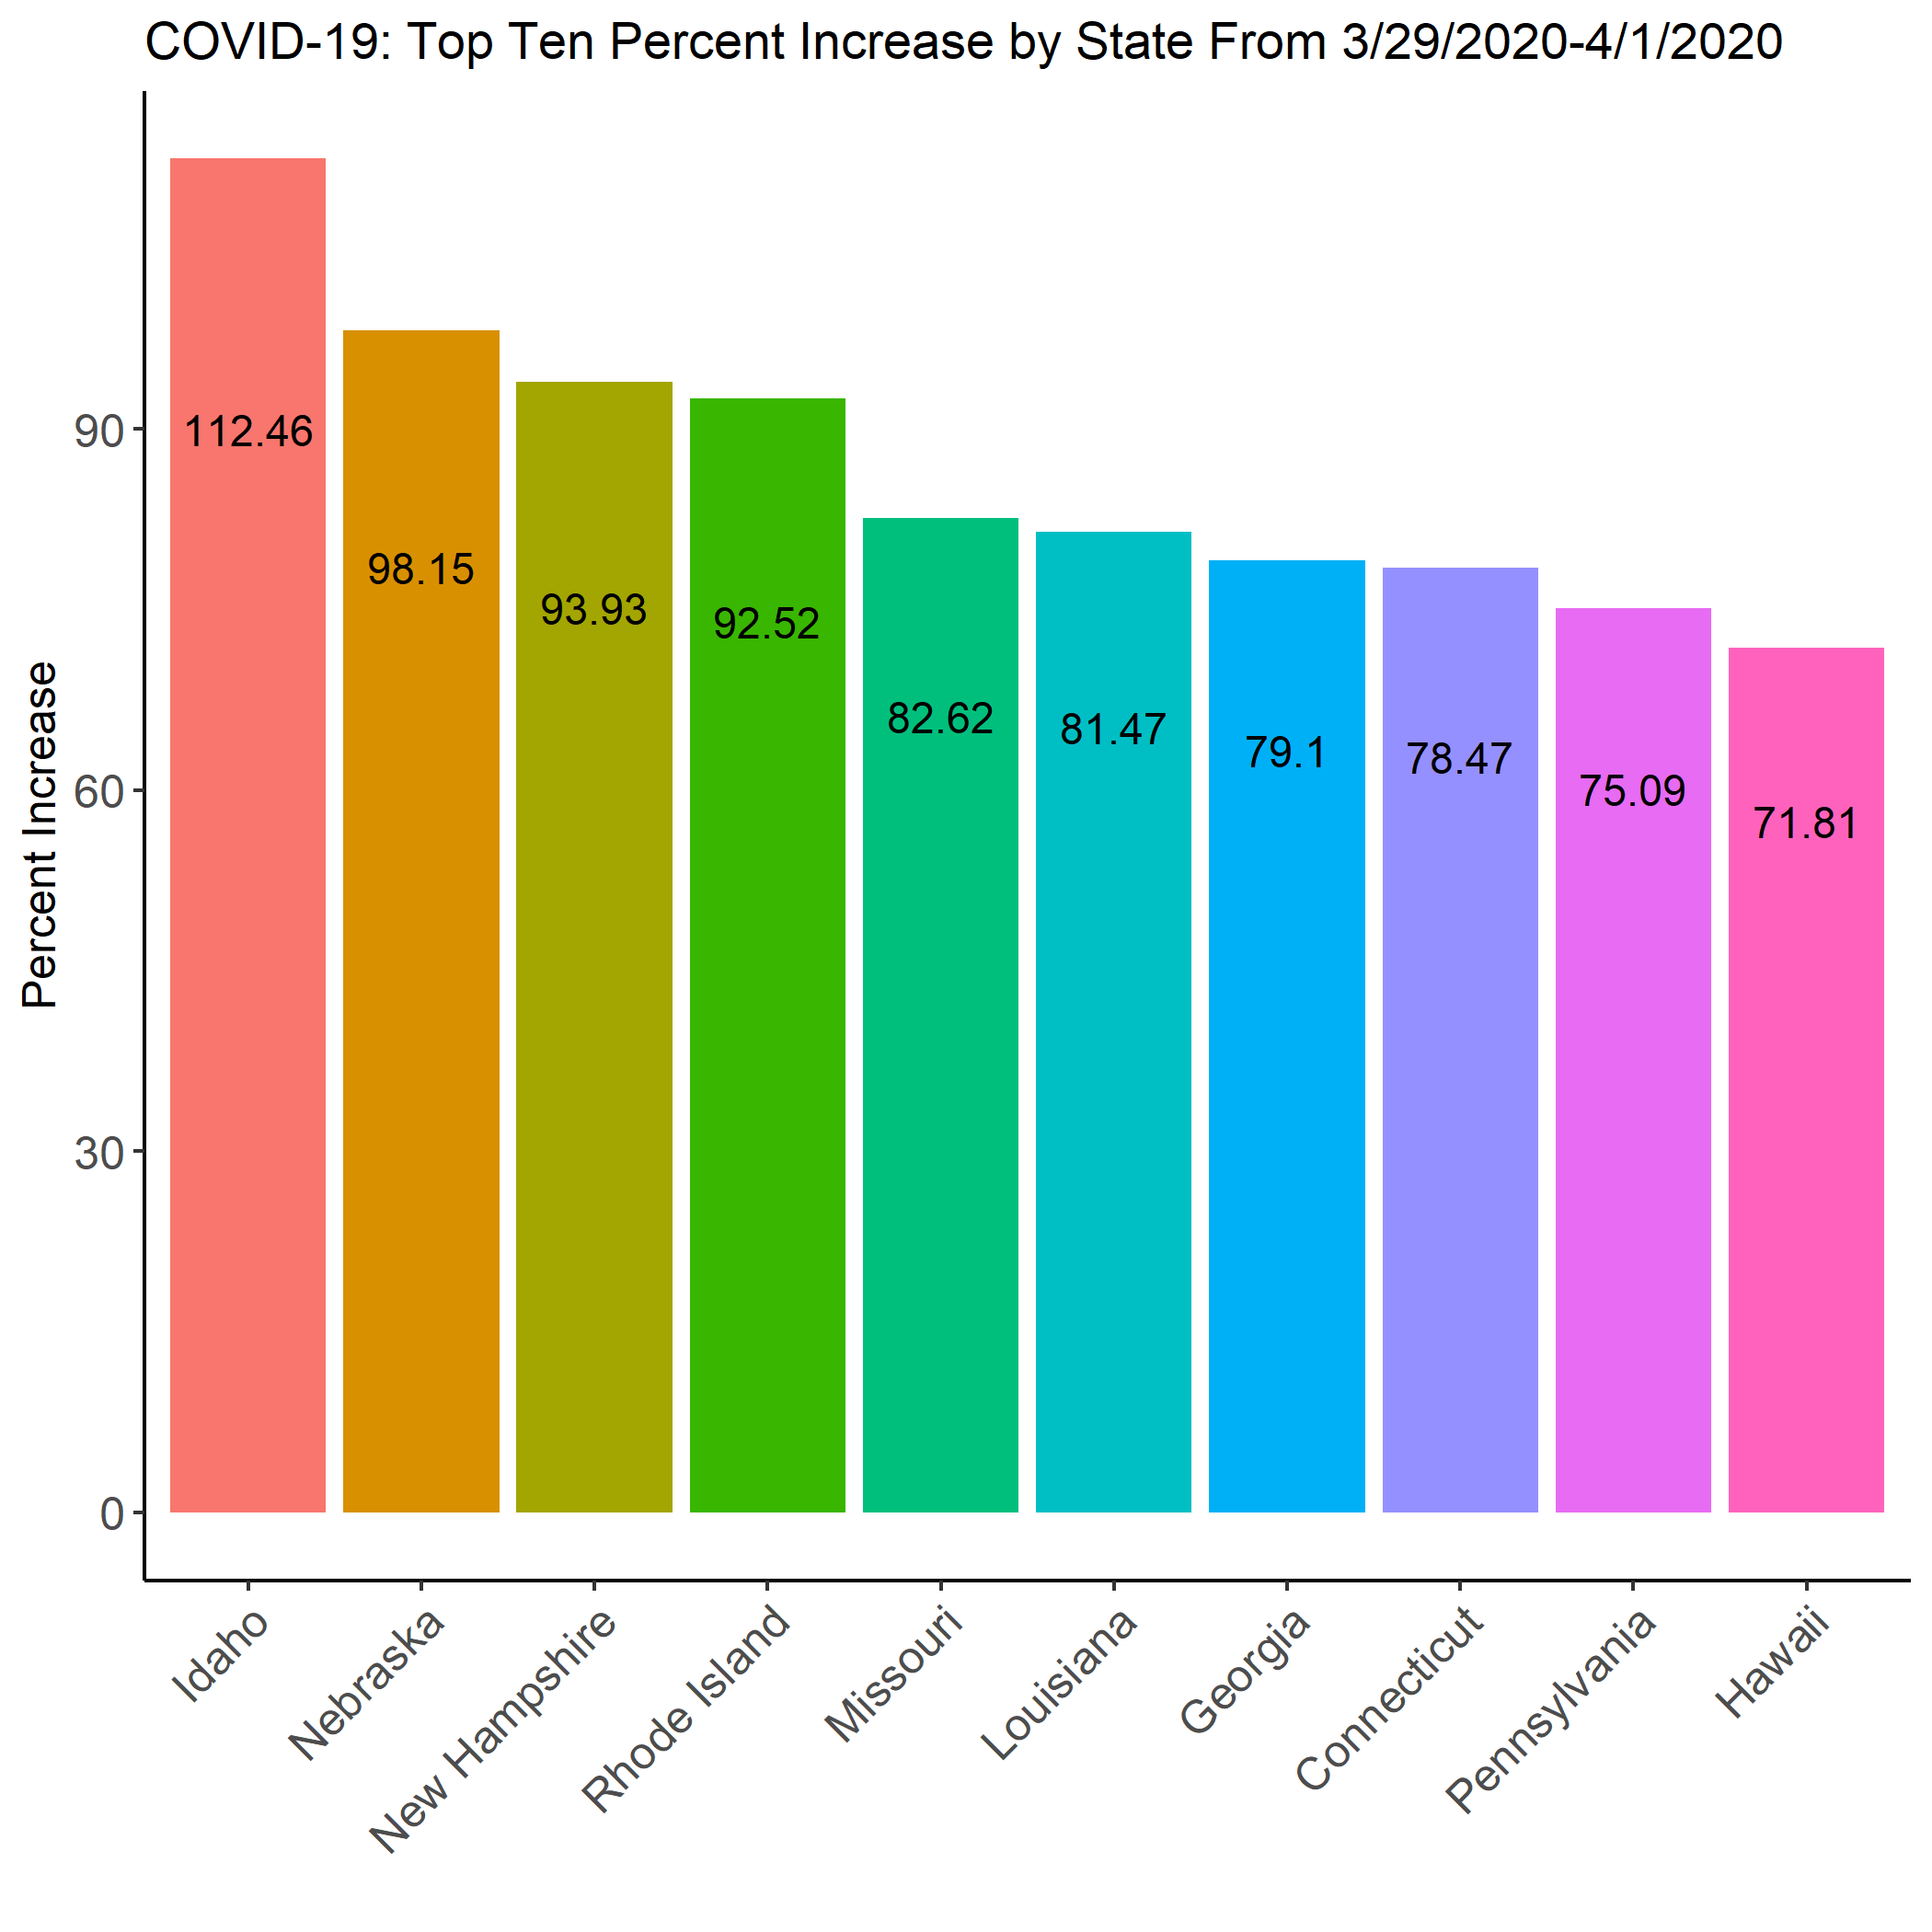 COVID-19: Top Ten Percent Increase by State From 3/29/2020-4/1/2020
Percent Increase
90
60
30
0
112.46
98.15
93.93
92.52
82.62
81.47
79.1
78.47
75.09
71.81
Idaho
Nebraska
New Hampshire
Rhode Island
Missouri
Louisiana
Georgia
Connecticut
Pennsylvania
Hawaii